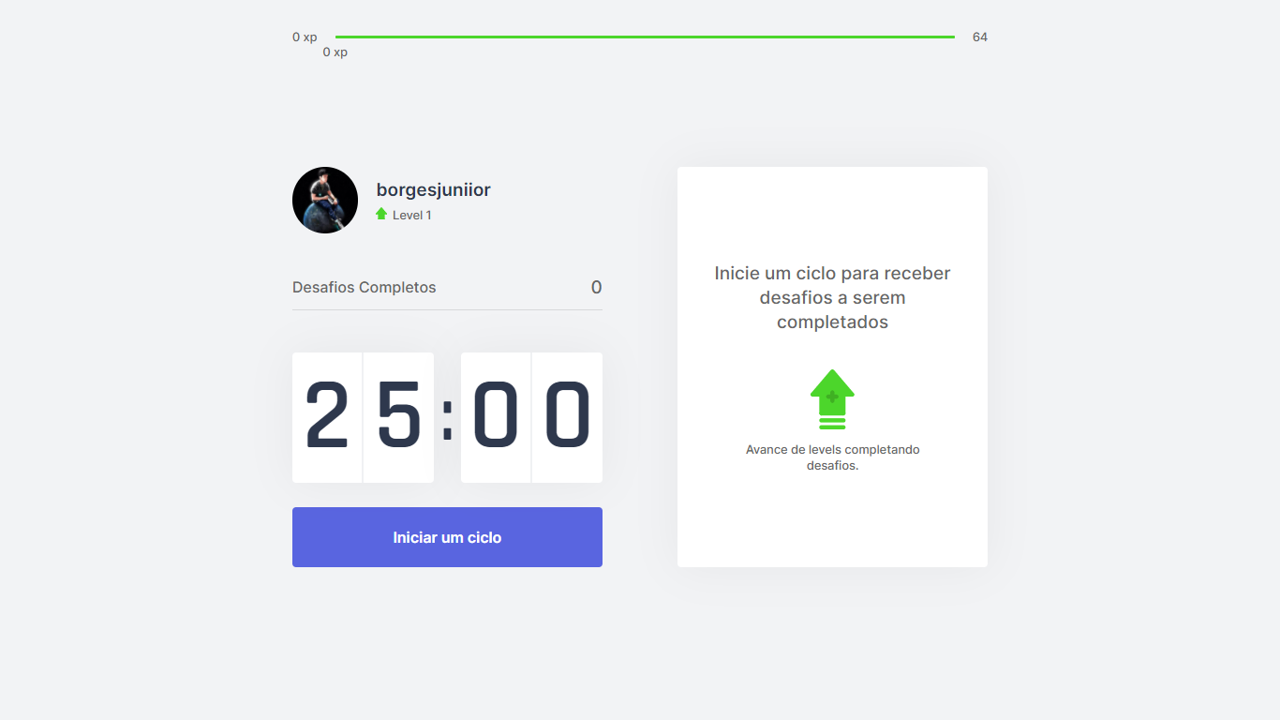 0 xp
64
0 xp
borgesjuniior
Level 1
Desafios Completos
0
25:00
Iniciar um ciclo
Inicie um ciclo para receber
desafios a serem
completados
Avance de levels completando
desafios.